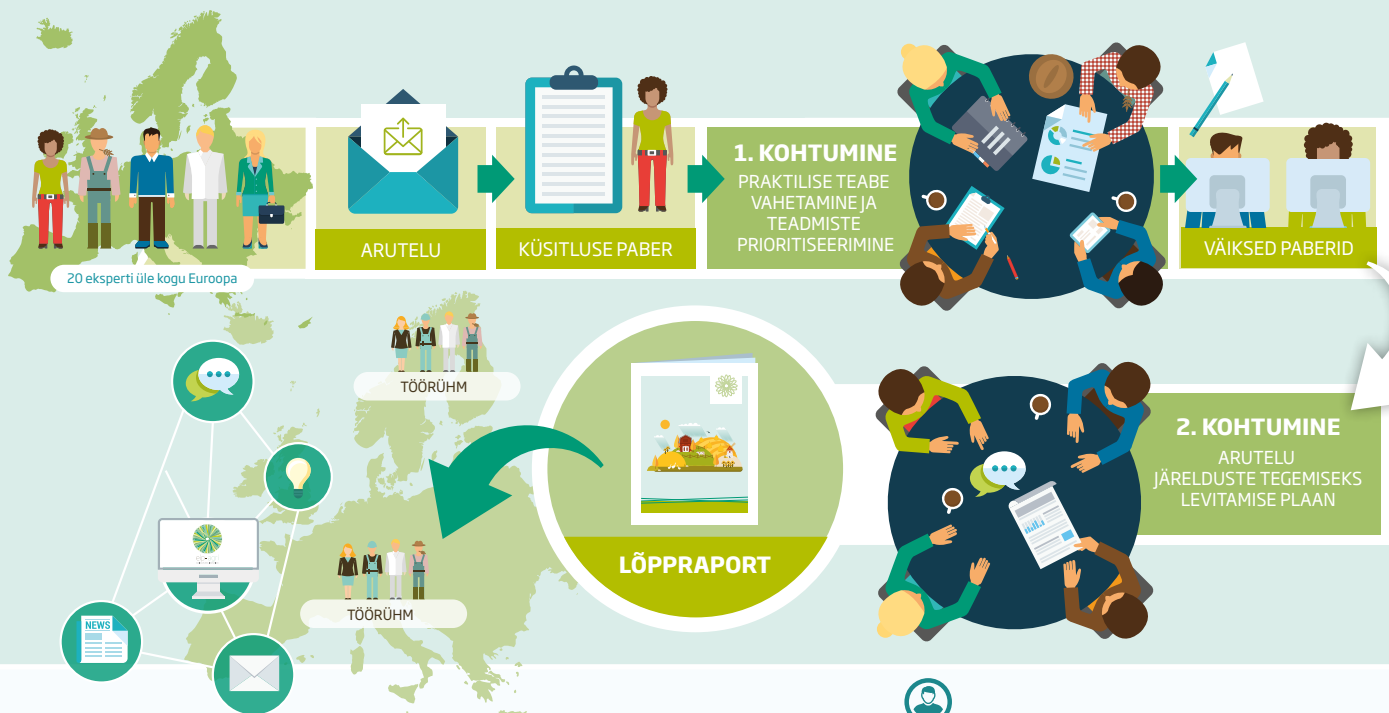 20 eksperti üle kogu Euroopa
ARUTELU
KÜSITLUSE PABER
1. KOHTUMINE
PRAKTILISE TEABE
VAHETAMINE JA
TEADMISTE
PRIORITISEERIMINE
VÄIKSED PABERID
2. KOHTUMINE
ARUTELU
JÄRELDUSTE TEGEMISEKS
LEVITAMISE PLAAN
LÕPPRAPORT
TÖÖRÜHM
TÖÖRÜHM
NEWS